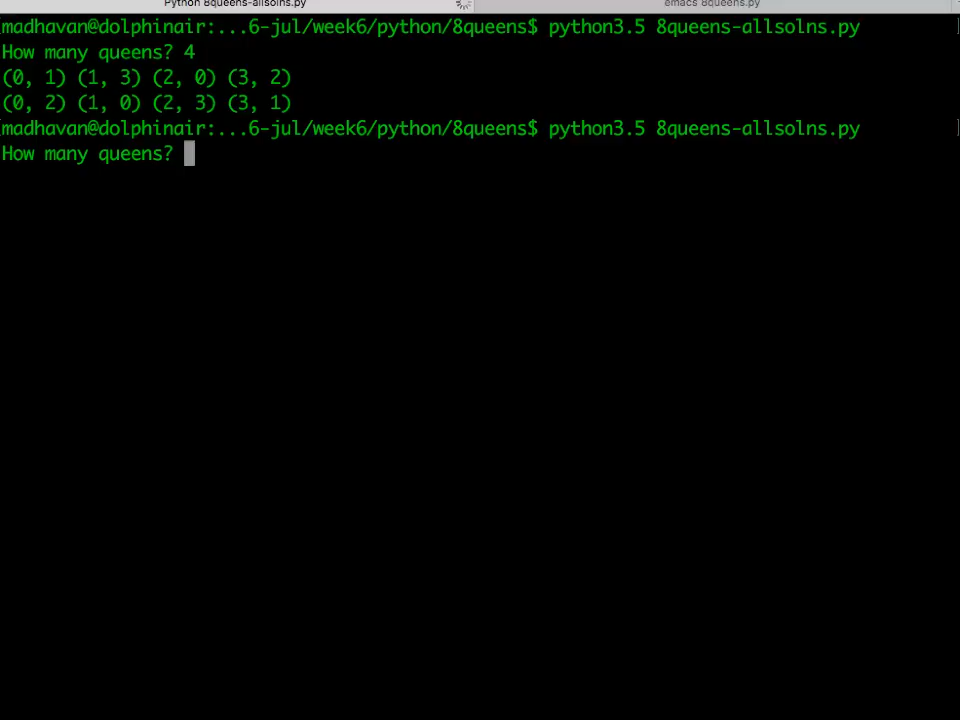 Python 8queens-allsolns.py
emacs 8queens.py
[madhavan@dolphinair:...6-jul/week6/python/8queens$ python3.5 8queens-allsolns.py ]
How many queens? 4
(0, 1) (1, 3) (2, 0) (3, 2)
(0, 2) (1, 0) (2, 3) (3, 1)
[madhavan@dolphinair:...6-jul/week6/python/8queens$ python3.5 8queens-allsolns.py ]
How many queens?